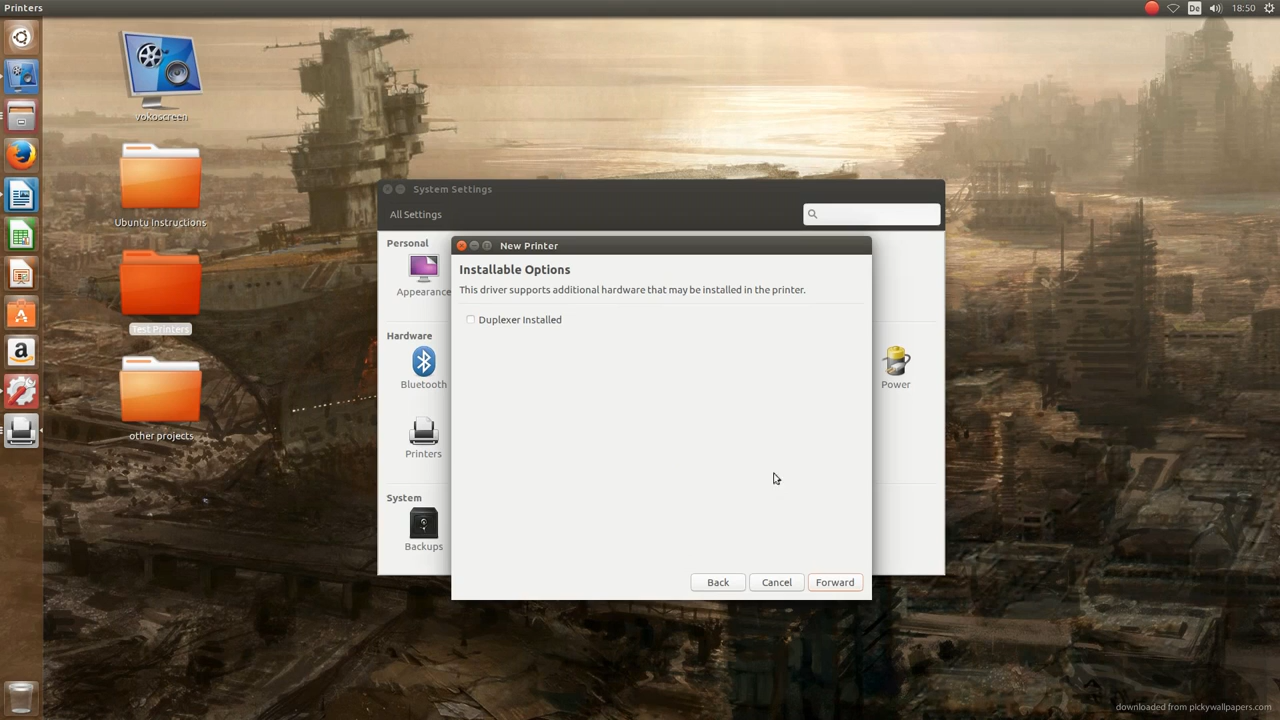 Printers
De
18:50
vokoscreen
Ubuntu Instructions
Test Printers
other projects
System Settings
All Settings
Personal
Appearance
Hardware
Bluetooth
Power
Printers
System
Backups
New Printer
Installable Options
This driver supports additional hardware that may be installed in the printer.
Duplexer Installed
Back
Cancel
Forward
downloaded from pickywallpapers.com